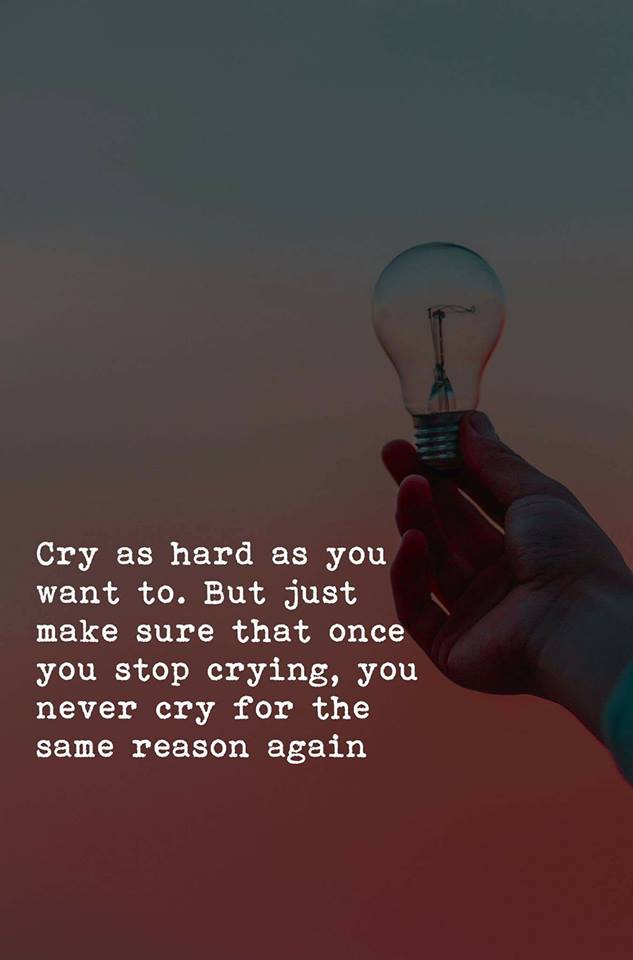 Cry as hard as you
want to. But just
make sure that once
you stop crying, you
never cry for the
same reason again